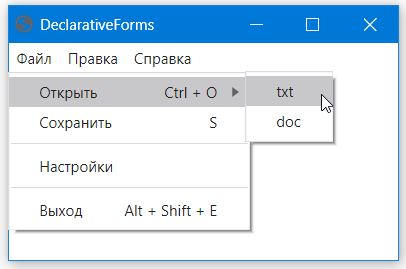 DeclarativeForms
Файл Правка Справка
Открыть Ctrl + O txt
Сохранить S doc
Настройки
Выход Alt + Shift + E